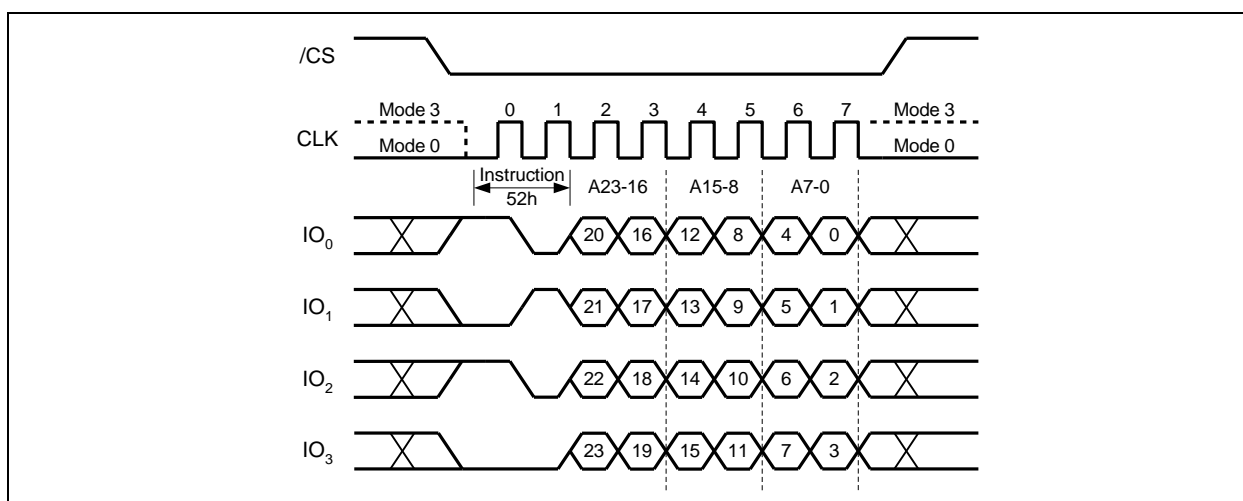 /CS
Mode 3 0 1 2 3 4 5 6 7 Mode 3
CLK
Mode 0 Mode 0
Instruction
52h
A23-16 A15-8 A7-0
IO0 20 16 12 8 4 0
IO1 21 17 13 9 5 1
IO2 22 18 14 10 6 2
IO3 23 19 15 11 7 3